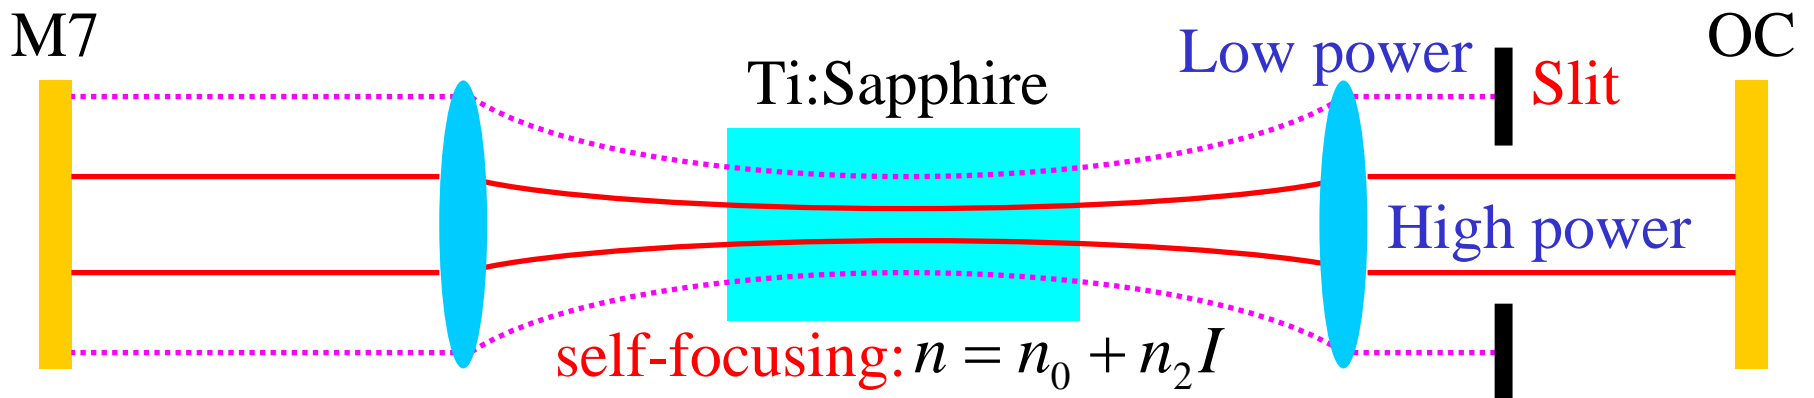 M7
OC
Low power
Ti:Sapphire
Slit
High power
self-focusing: n = n₀ + n₂I